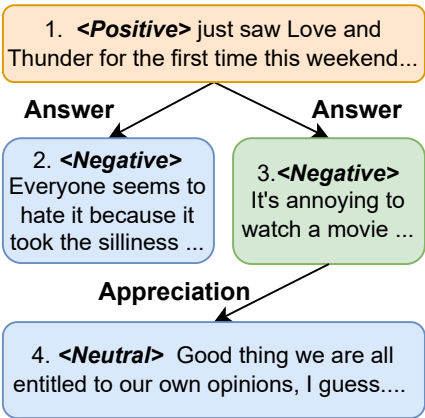 1. <Positive> just saw Love and
Thunder for the first time this weekend...
Answer
Answer
2. <Negative>
Everyone seems to
hate it because it
took the silliness ...
3.<Negative>
It's annoying to
watch a movie ...
Appreciation
4. <Neutral> Good thing we are all
entitled to our own opinions, I guess....